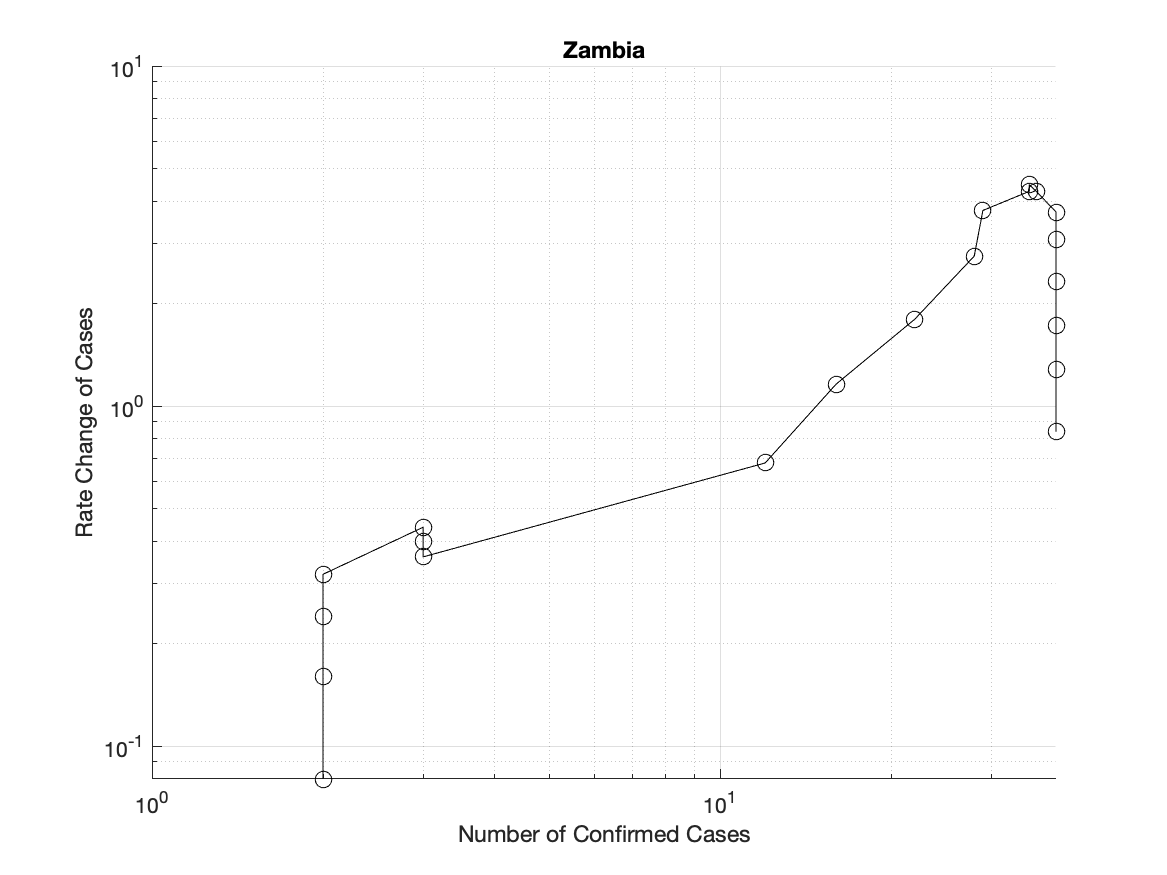 Zambia
10^1
10^0
10^-1
Rate Change of Cases
10^0
10^1
Number of Confirmed Cases